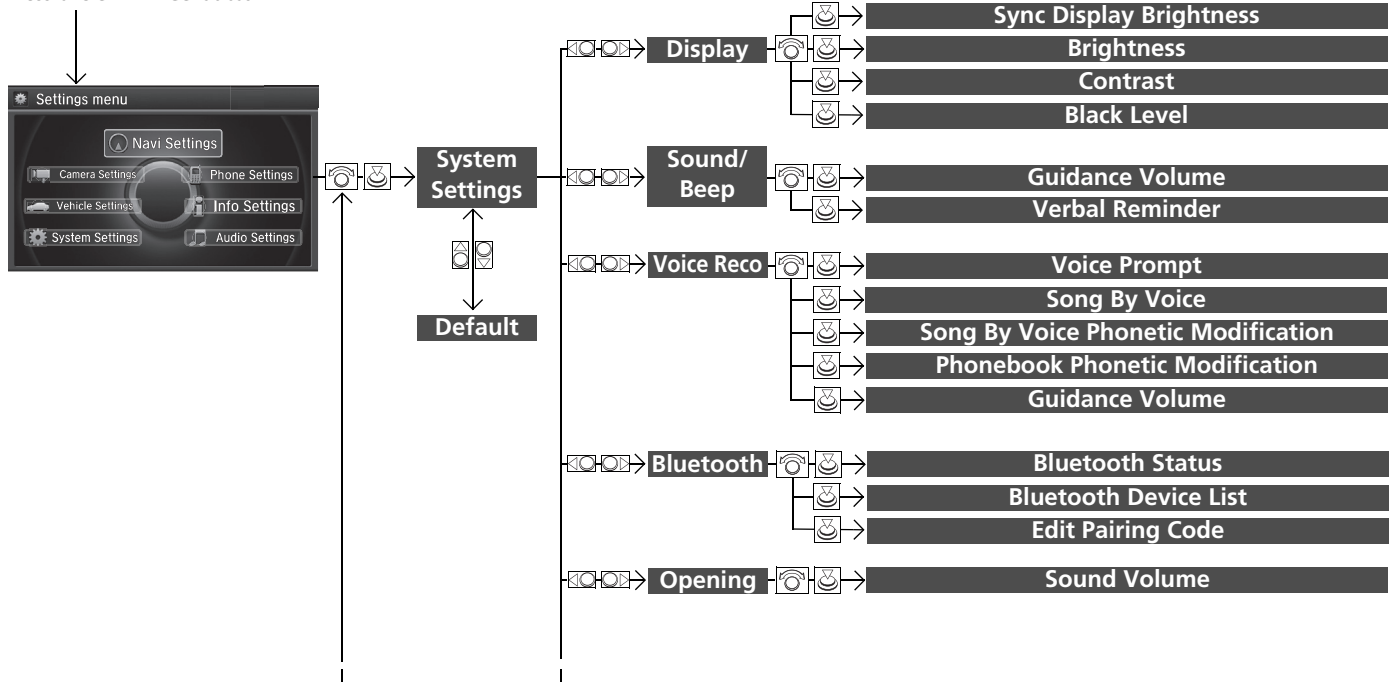 Sync Display Brightness
Display
Brightness
Contrast
Black Level
Settings menu
Navi Settings
Camera Settings
Phone Settings
Vehicle Settings
Info Settings
System Settings
Audio Settings
System
Settings
Default
Sound/
Beep
Guidance Volume
Verbal Reminder
Voice Reco
Voice Prompt
Song By Voice
Song By Voice Phonetic Modification
Phonebook Phonetic Modification
Guidance Volume
Bluetooth
Bluetooth Status
Bluetooth Device List
Edit Pairing Code
Opening
Sound Volume